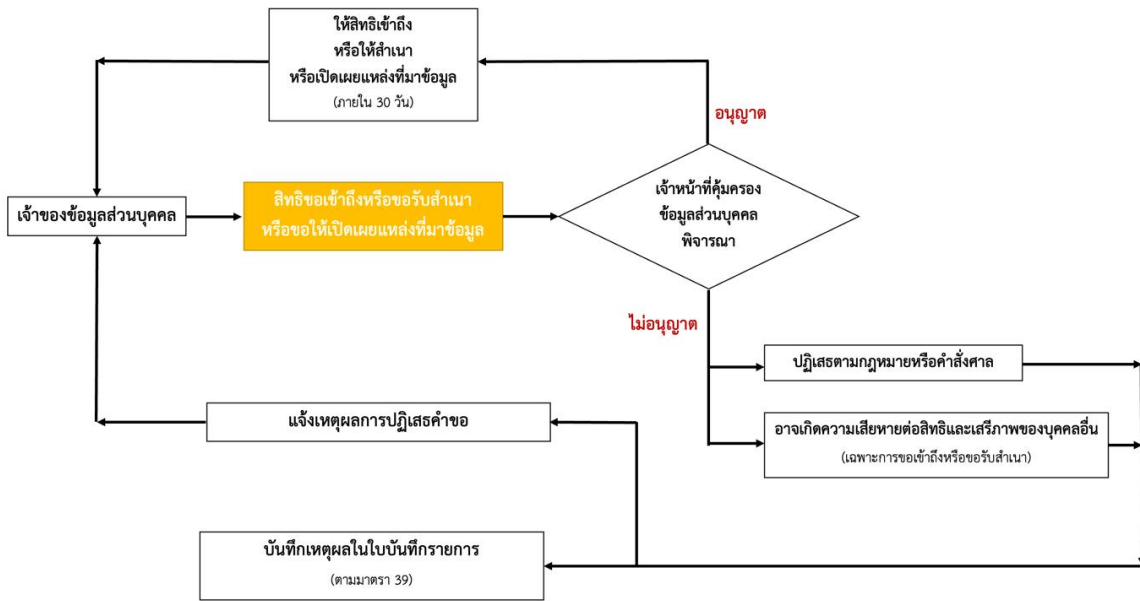 ให้สิทธิเข้าถึง
หรือให้สำเนา
หรือเปิดเผยแหล่งที่มาข้อมูล
(ภายใน 30 วัน)
อนุญาต
เจ้าของข้อมูลส่วนบุคคล
สิทธิขอเข้าถึงหรือขอรับสำเนา
หรือขอให้เปิดเผยแหล่งที่มาข้อมูล
เจ้าหน้าที่คุ้มครอง
ข้อมูลส่วนบุคคล
พิจารณา
ไม่อนุญาต
ปฏิเสธตามกฎหมายหรือคำสั่งศาล
อาจเกิดความเสียหายต่อสิทธิและเสรีภาพของบุคคลอื่น
(เฉพาะการขอเข้าถึงหรือขอรับสำเนา)
แจ้งเหตุผลการปฏิเสธคำขอ
บันทึกเหตุผลในใบบันทึกรายการ
(ตามมาตรา 39)